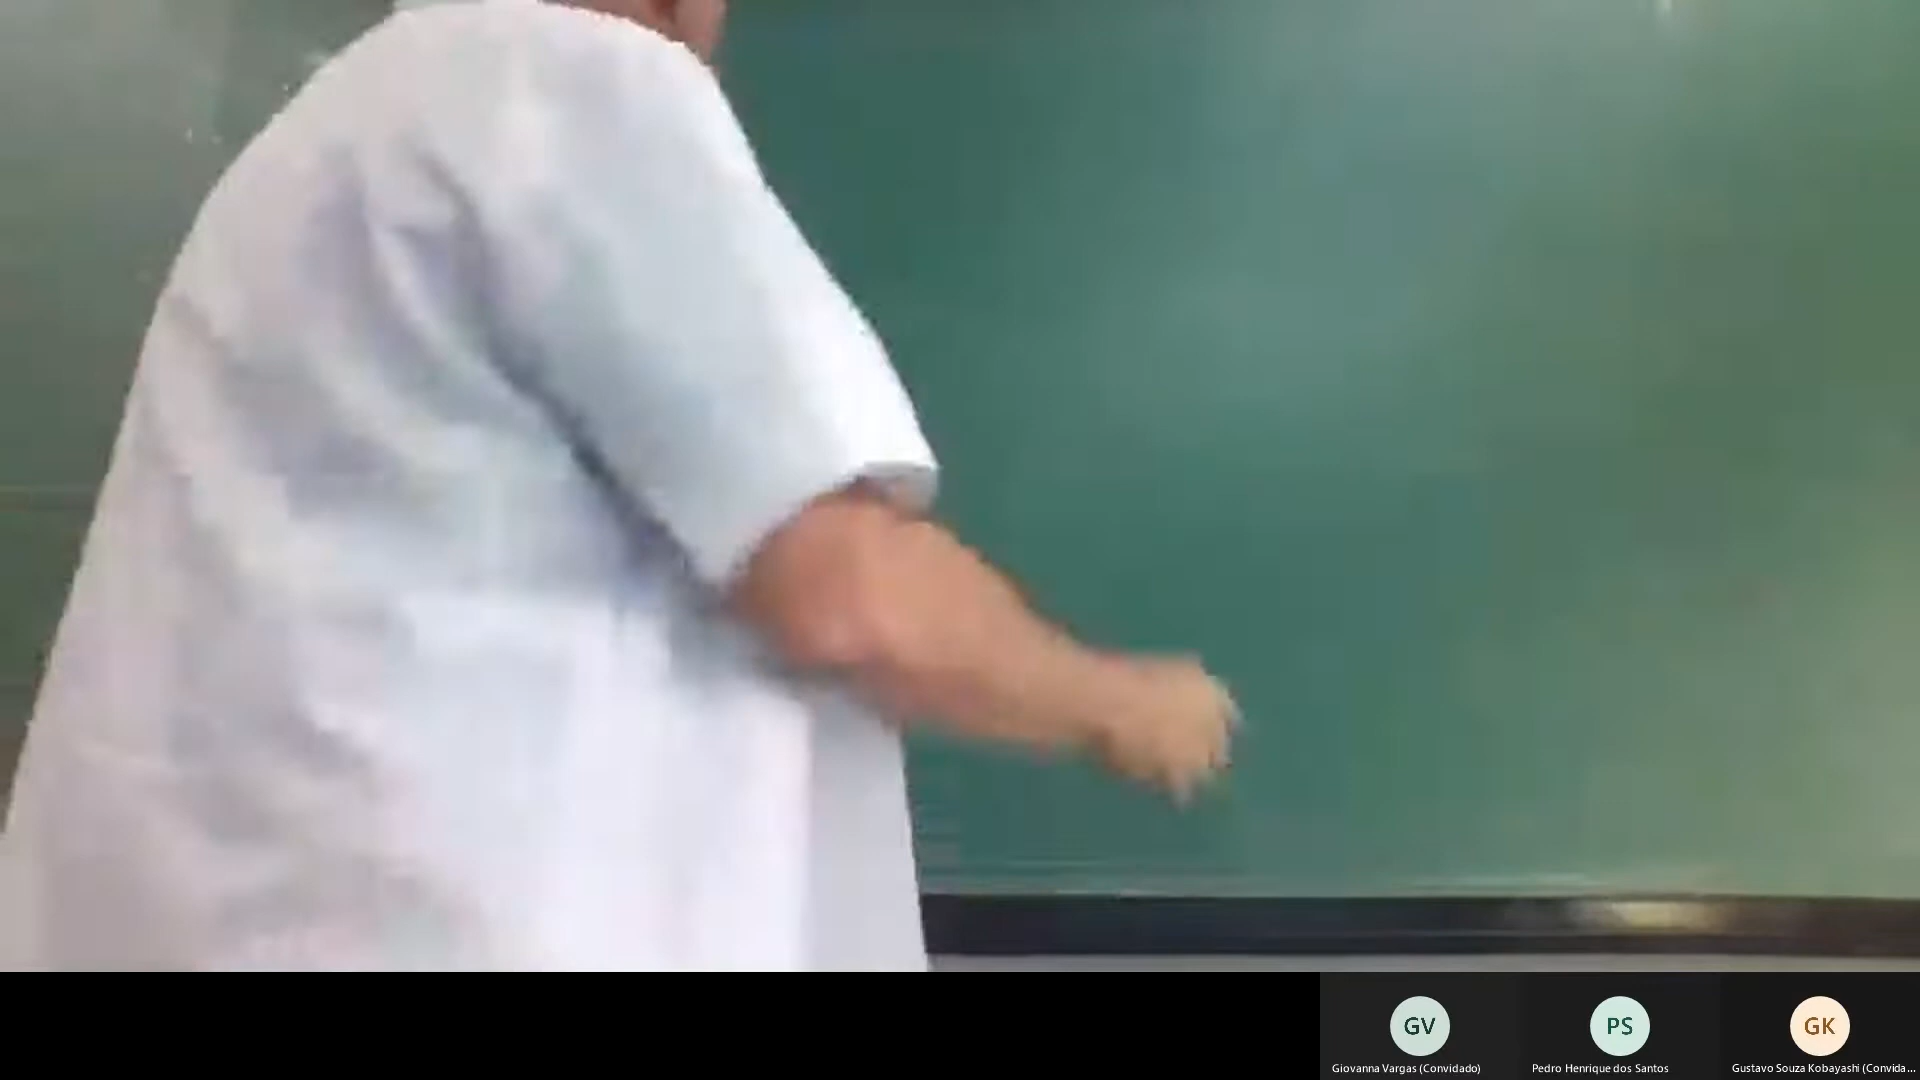 GV
PS
GK
Giovanna Vargas (Convidado)
Pedro Henrique dos Santos
Gustavo Souza Kobayashi (Convida...